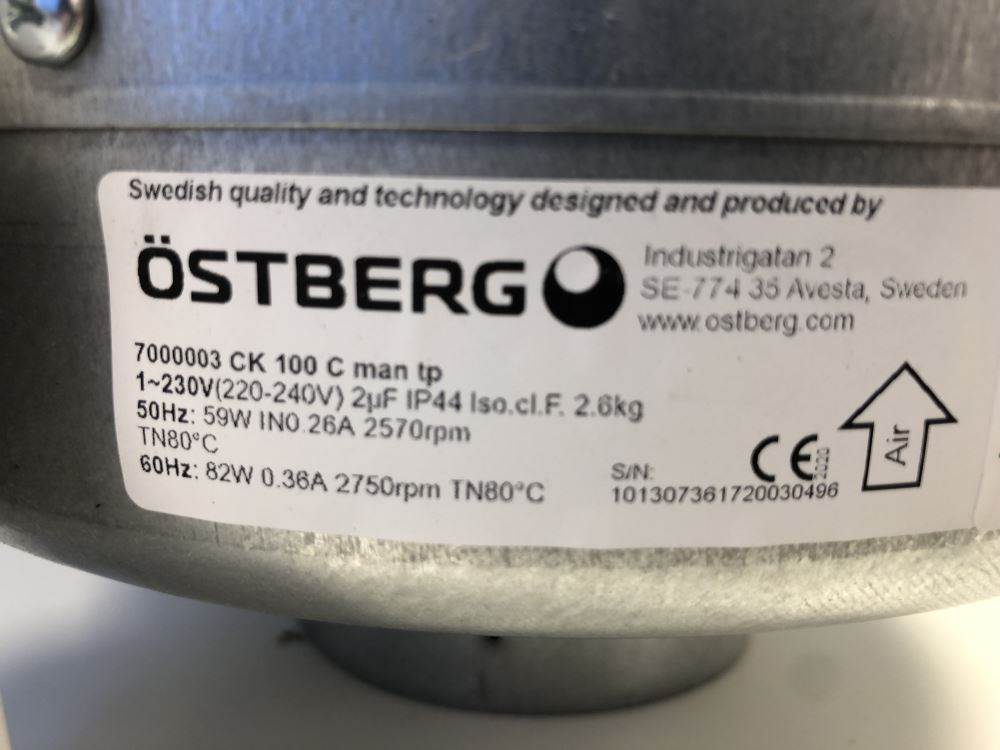 Swedish quality and technology designed and produced by
ÖSTBERG
Industrigatan 2
SE-774 35 Avesta, Sweden
www.ostberg.com
7000003 CK 100 C man tp
1~230V(220-240V) 2µF IP44 Iso.cl.F. 2.6kg
50Hz: 59W IN0.26A 2570rpm
TN80°C
60Hz: 82W 0.36A 2750rpm TN80°C
S/N:
101307361720030496
CE 2020
Air